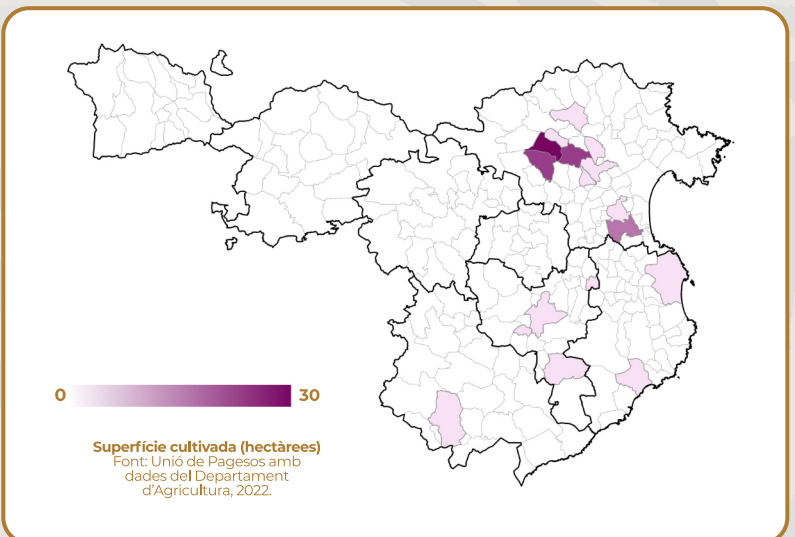 0
30
Superfície cultivada (hectàrees)
Font: Unió de Pagesos amb
dades del Departament
d'Agricultura, 2022.